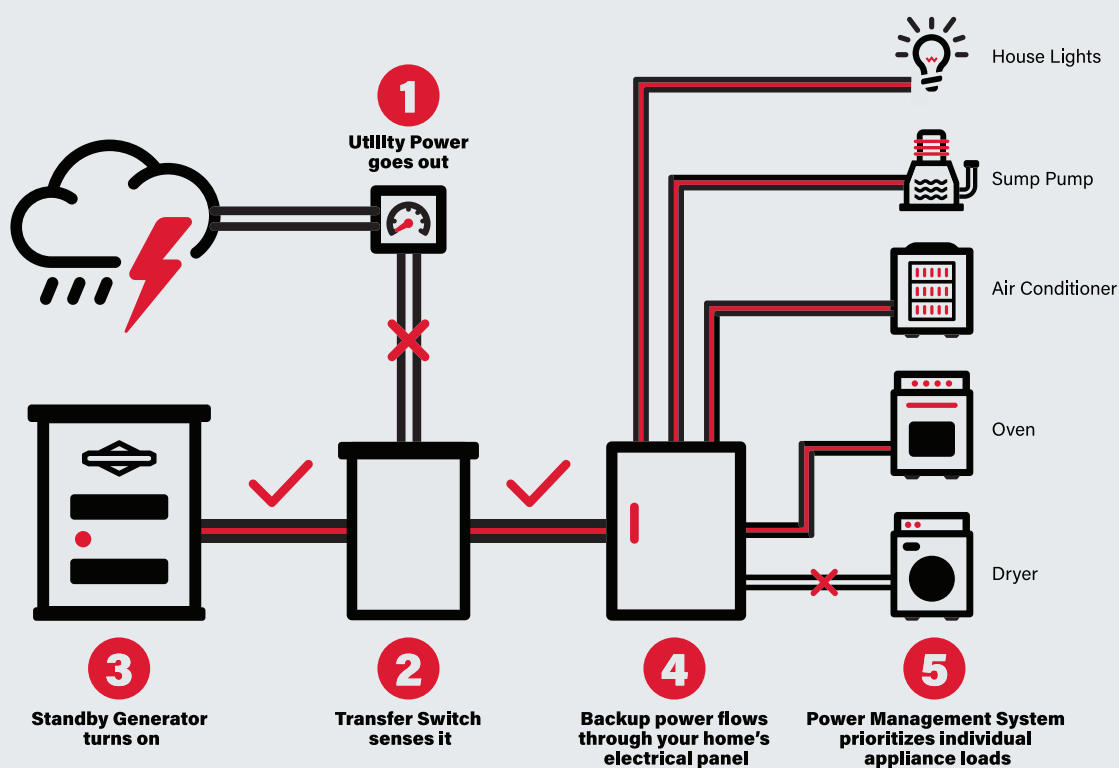 House Lights
1
Utility Power
goes out
Sump Pump
Air Conditioner
Oven
Dryer
3
Standby Generator
turns on
2
Transfer Switch
senses it
4
Backup power flows
through your home's
electrical panel
5
Power Management System
prioritizes individual
appliance loads